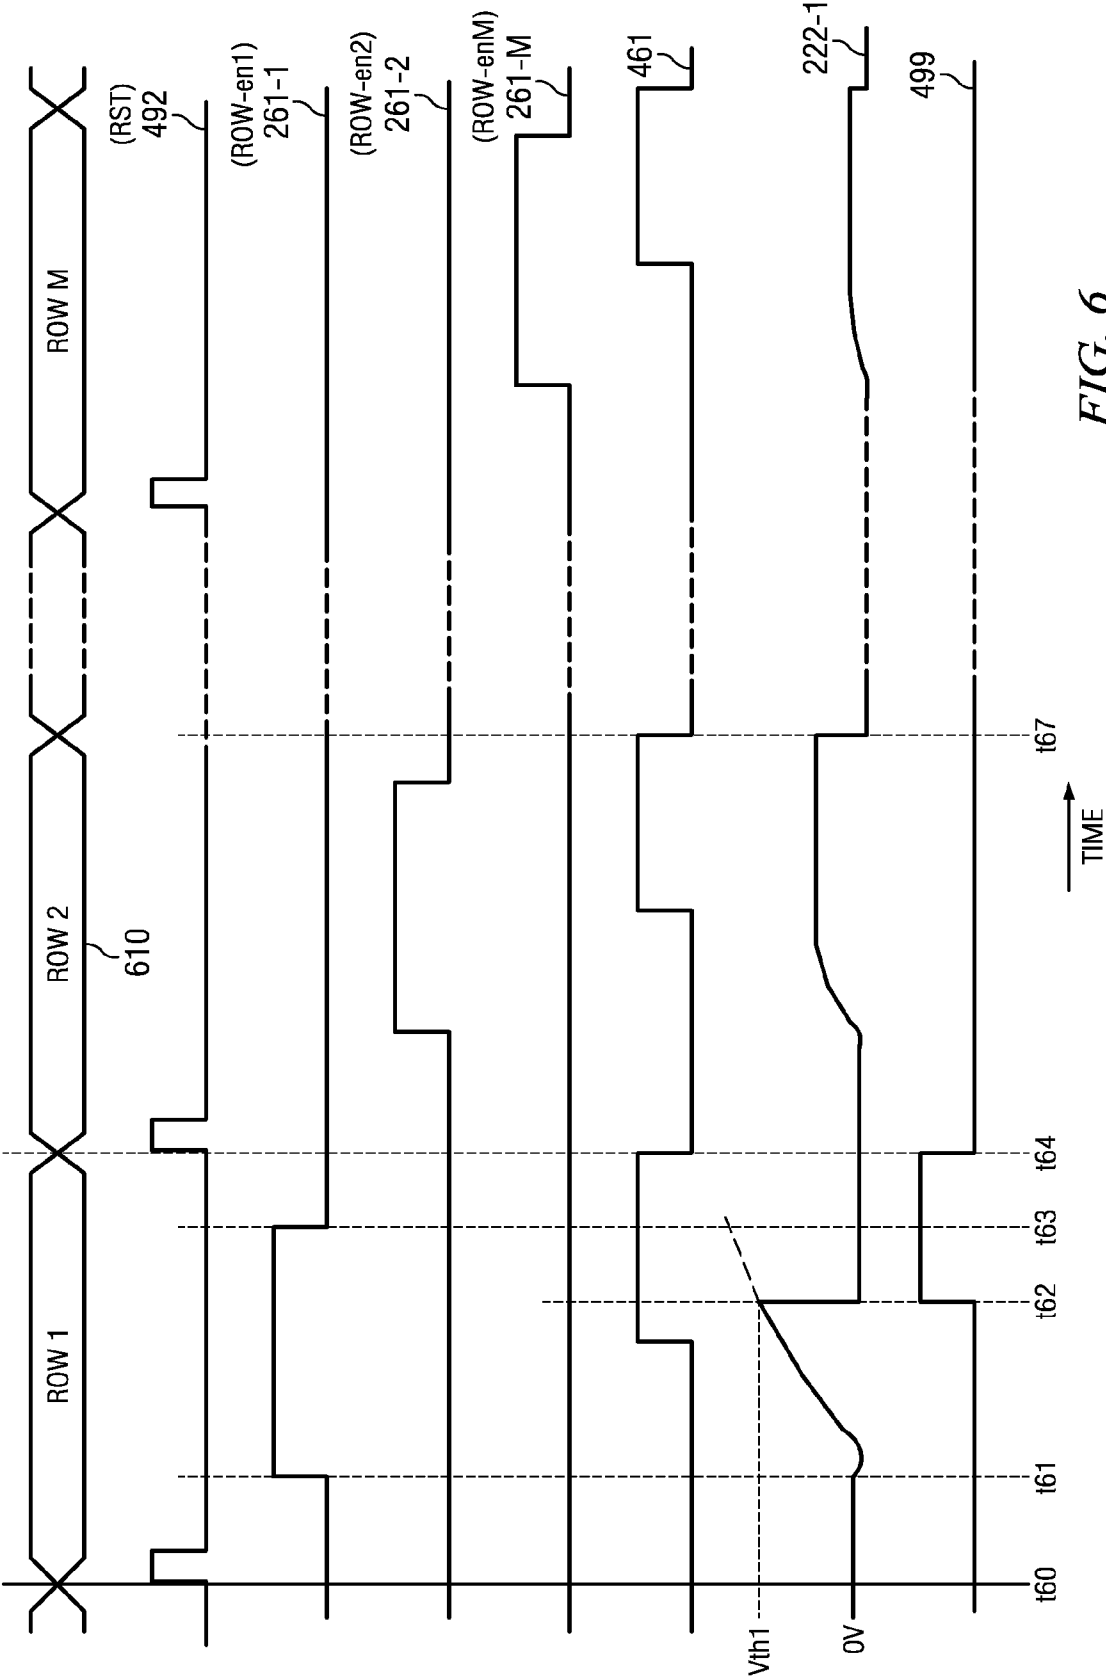 ROW 1
ROW 2
ROW M
610
(RST)
492
(ROW-en1)
261-1
(ROW-en2)
261-2
(ROW-enM)
261-M
461
Vth1
0V
222-1
499
t60
t61
t62
t63
t64
t67
TIME
FIG. 6